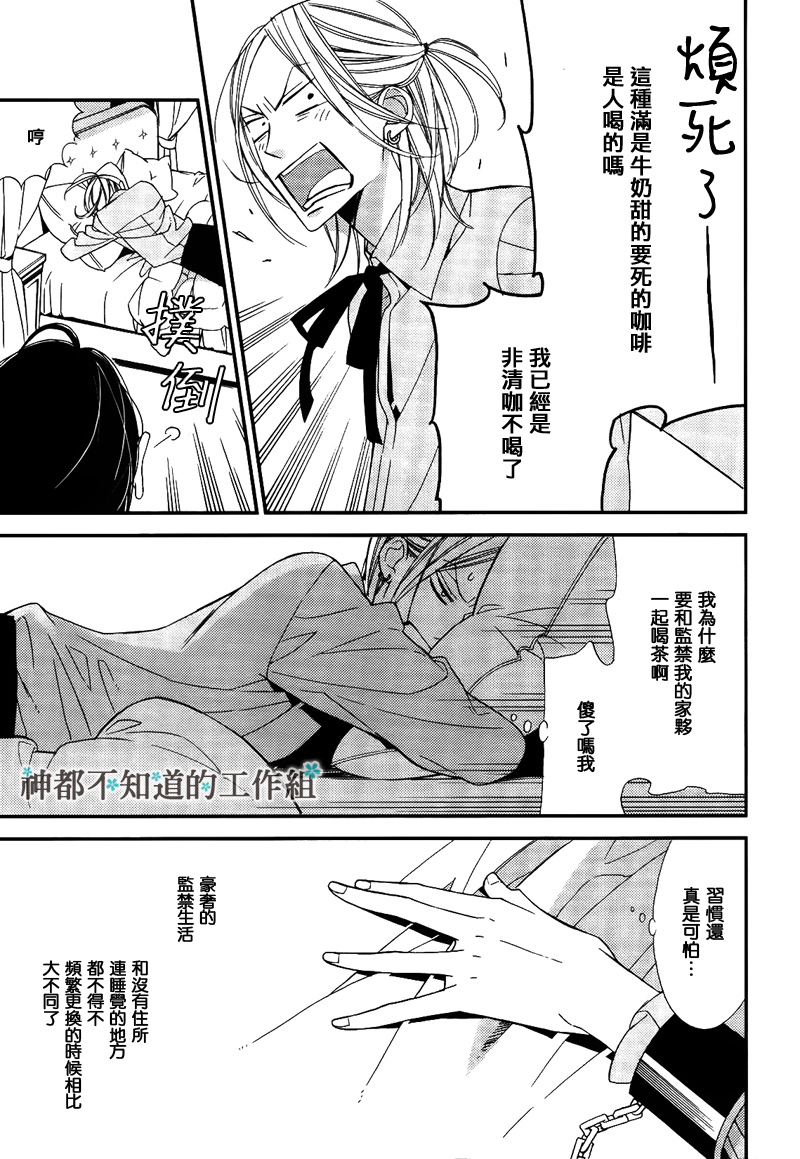 煩死了——
這種滿是牛奶甜的要死的咖啡
是人喝的嗎
我已經是
非清咖不喝了
哼
撲倒
我為什麼
要和監禁我的家夥
一起喝茶啊
傻了嗎我
神都不知道的工作組
習慣還
真是可怕…
豪奢的
監禁生活
和沒有住所
連睡覺的地方
都不得不
頻繁更換的時候相比
大不同了